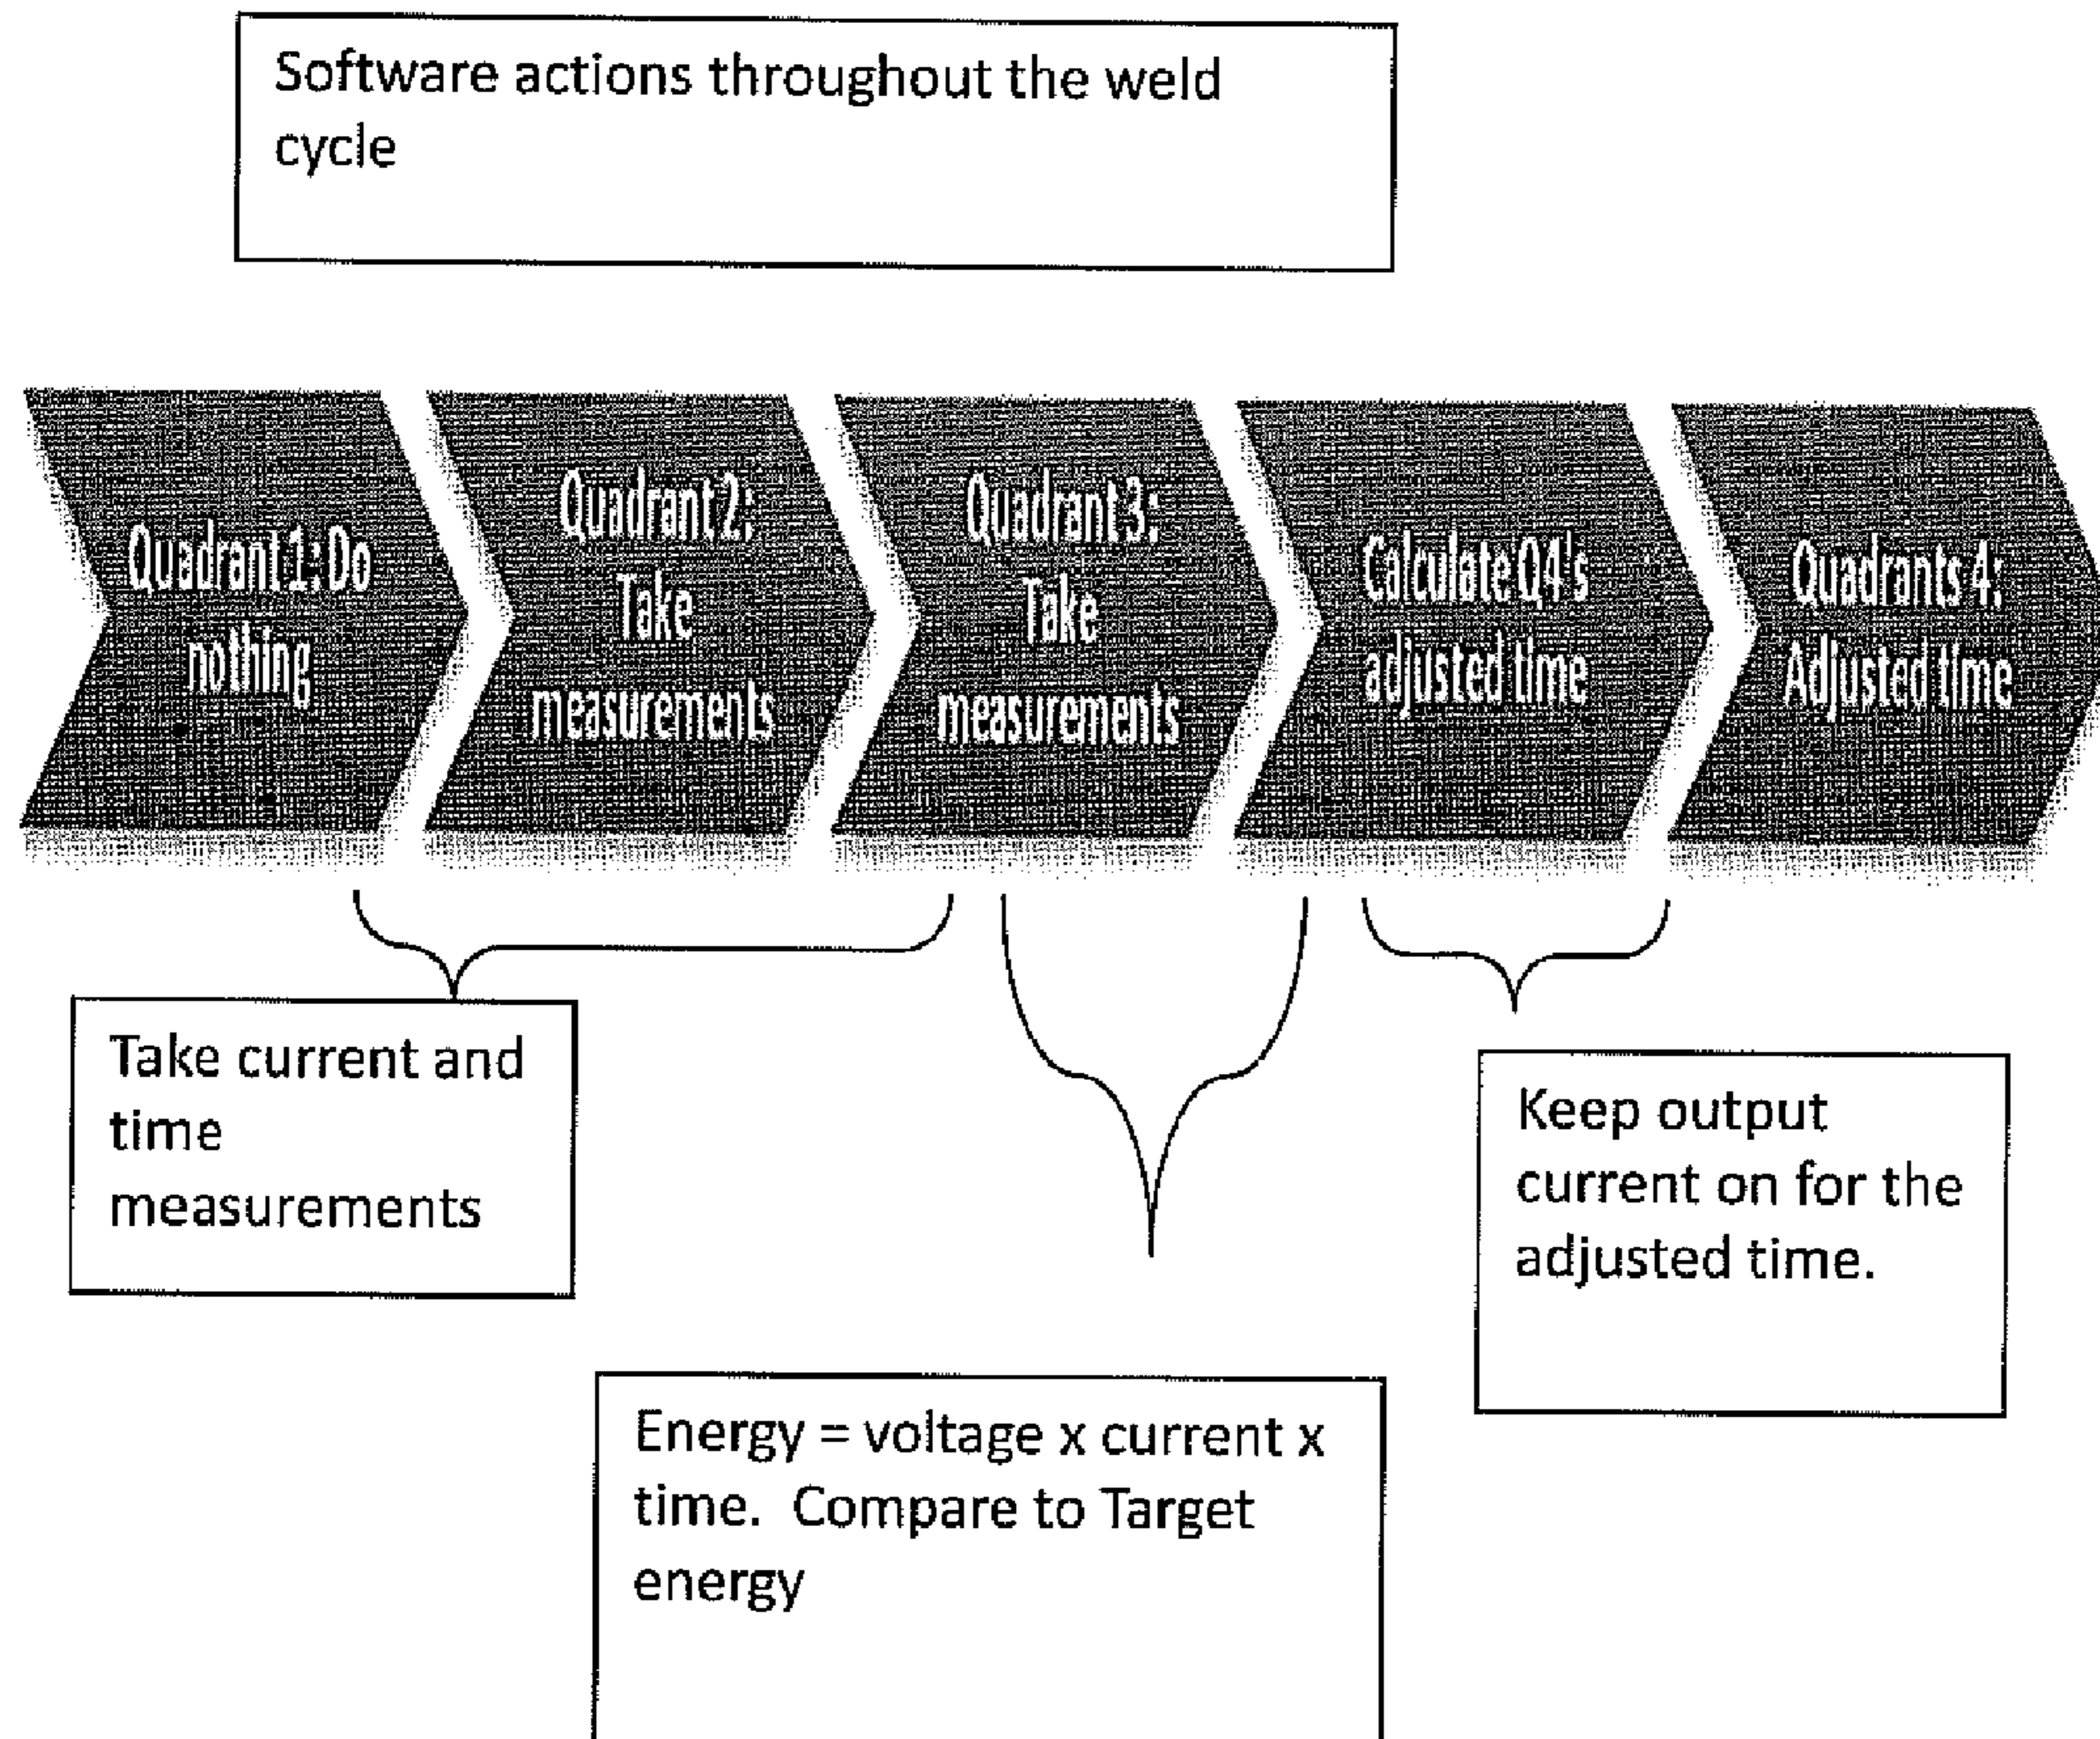 Software actions throughout the weld
cycle
Quadrant 1: Do
nothing
Quadrant 2:
Take
measurements
Quadrant 3:
Take
measurements
Calculate Q4's
adjusted time
Quadrants 4:
Adjusted time
Take current and
time
measurements
Energy = voltage x current x
time. Compare to Target
energy
Keep output
current on for the
adjusted time.